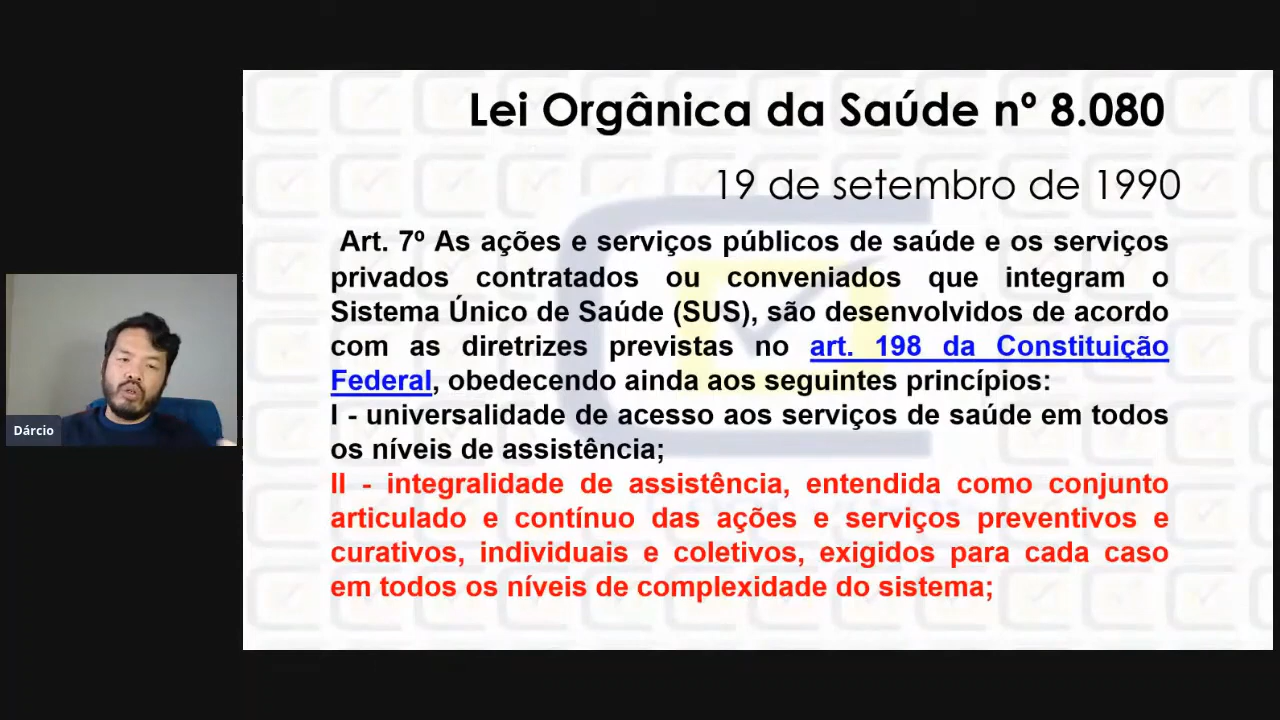 Lei Orgânica da Saúde nº 8.080
19 de setembro de 1990
Art. 7º As ações e serviços públicos de saúde e os serviços
privados contratados ou conveniados que integram o
Sistema Único de Saúde (SUS), são desenvolvidos de acordo
com as diretrizes previstas no art. 198 da Constituição
Federal, obedecendo ainda aos seguintes princípios:
I - universalidade de acesso aos serviços de saúde em todos
os níveis de assistência;
II - integralidade de assistência, entendida como conjunto
articulado e contínuo das ações e serviços preventivos e
curativos, individuais e coletivos, exigidos para cada caso
em todos os níveis de complexidade do sistema;
Dárcio